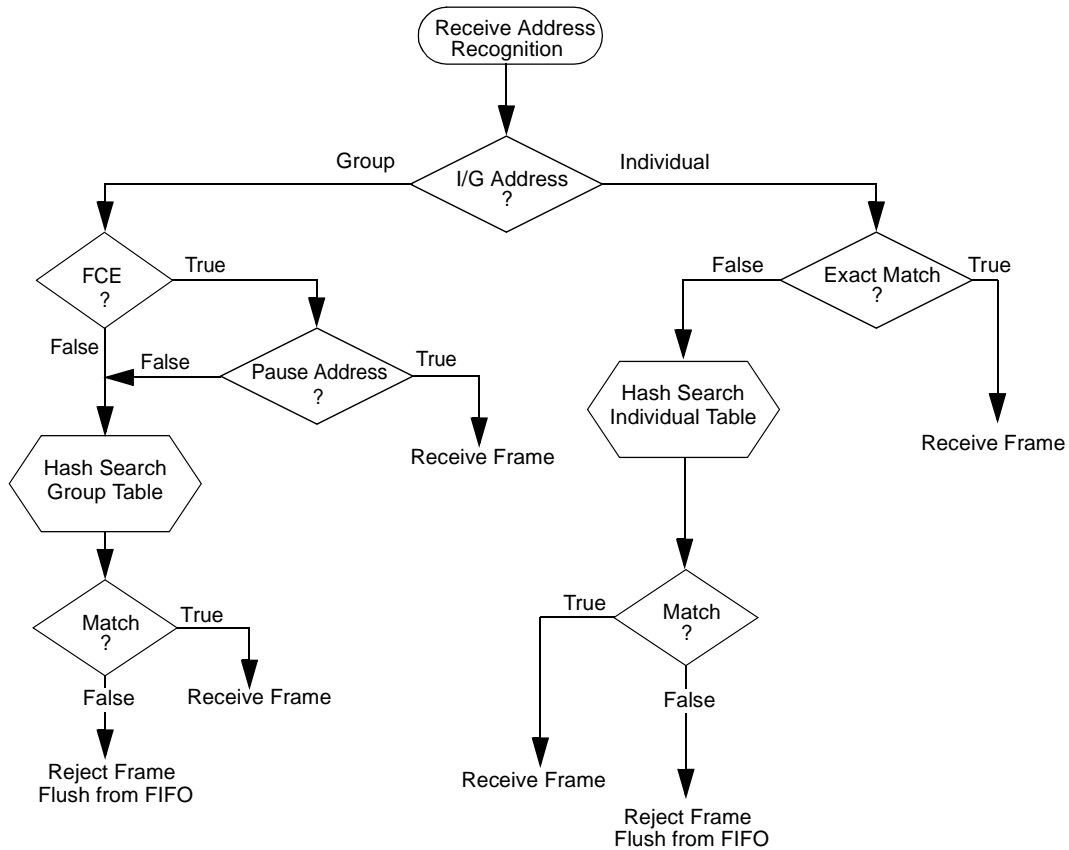 Receive Address
Recognition
Group
I/G Address
?
Individual
FCE
?
True
False
Exact Match
?
True
False
False
Pause Address
?
True
Hash Search
Individual Table
Receive Frame
Receive Frame
Hash Search
Group Table
Match
?
True
True
Match
?
False
Receive Frame
False
Reject Frame
Flush from FIFO
Receive Frame
Reject Frame
Flush from FIFO